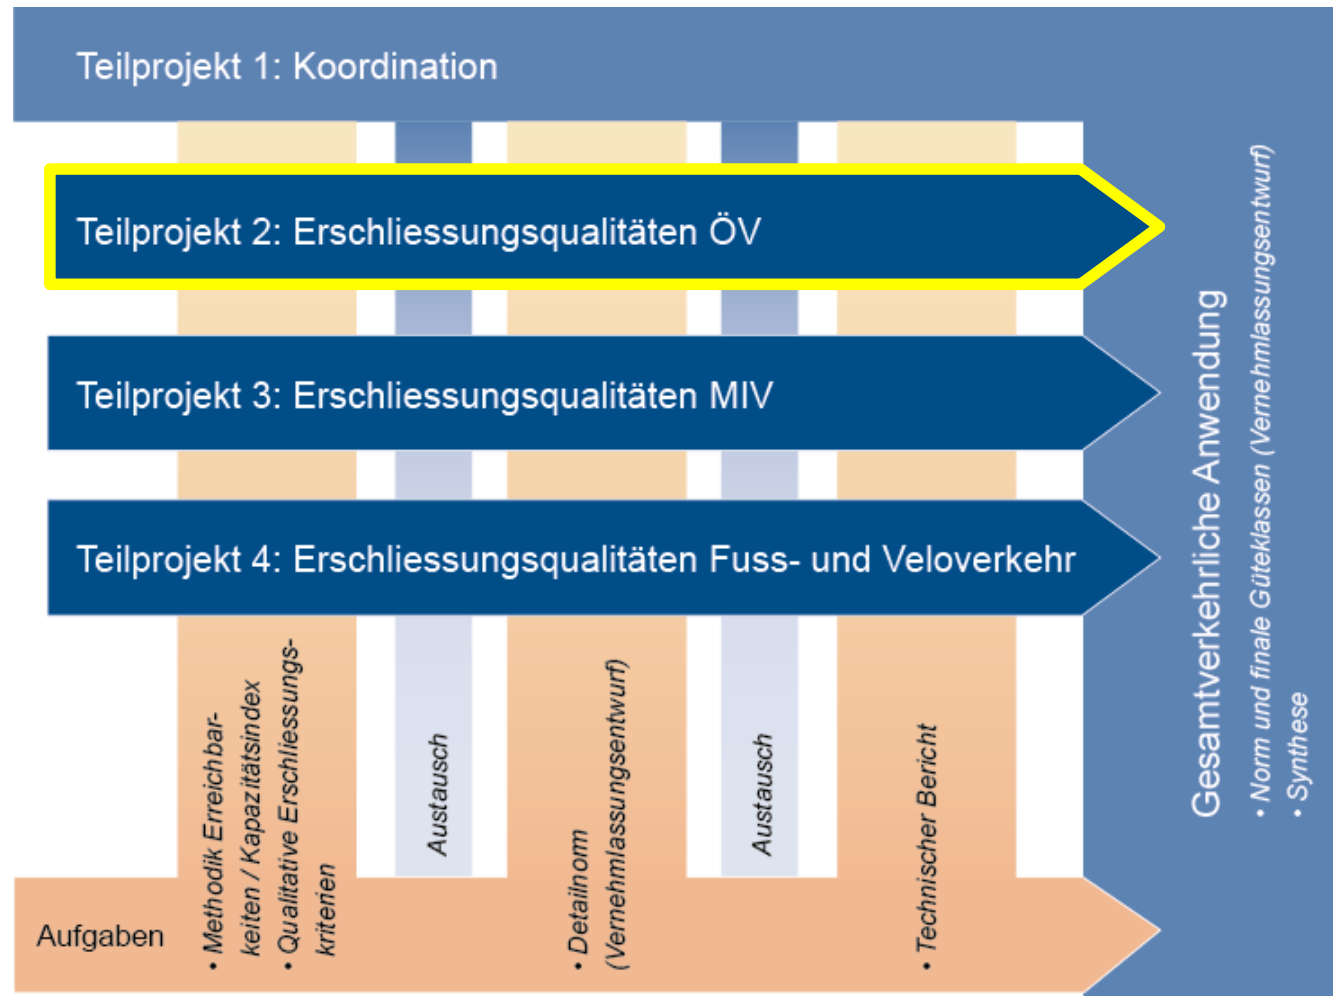 Teilprojekt 1: Koordination
Teilprojekt 2: Erschliessungsqualitäten ÖV
Teilprojekt 3: Erschliessungsqualitäten MIV
Teilprojekt 4: Erschliessungsqualitäten Fuss- und Veloverkehr
Aufgaben
• Methodik Erreichbar-
keiten / Kapazitätsindex
• Qualitative Erschliessungs-
kriterien
Austausch
• Detailnorm
(Vernehmlassungsentwurf)
Austausch
• Technischer Bericht
Gesamtverkehrliche Anwendung
• Norm und finale Güteklassen (Vernehmlassungsentwurf)
• Synthese